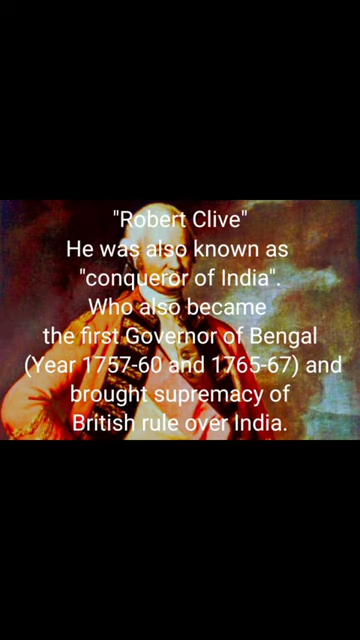 "Robert Clive"
He was also known as
"conqueror of India".
Who also became
the first Governor of Bengal
(Year 1757-60 and 1765-67) and
brought supremacy of
British rule over India.